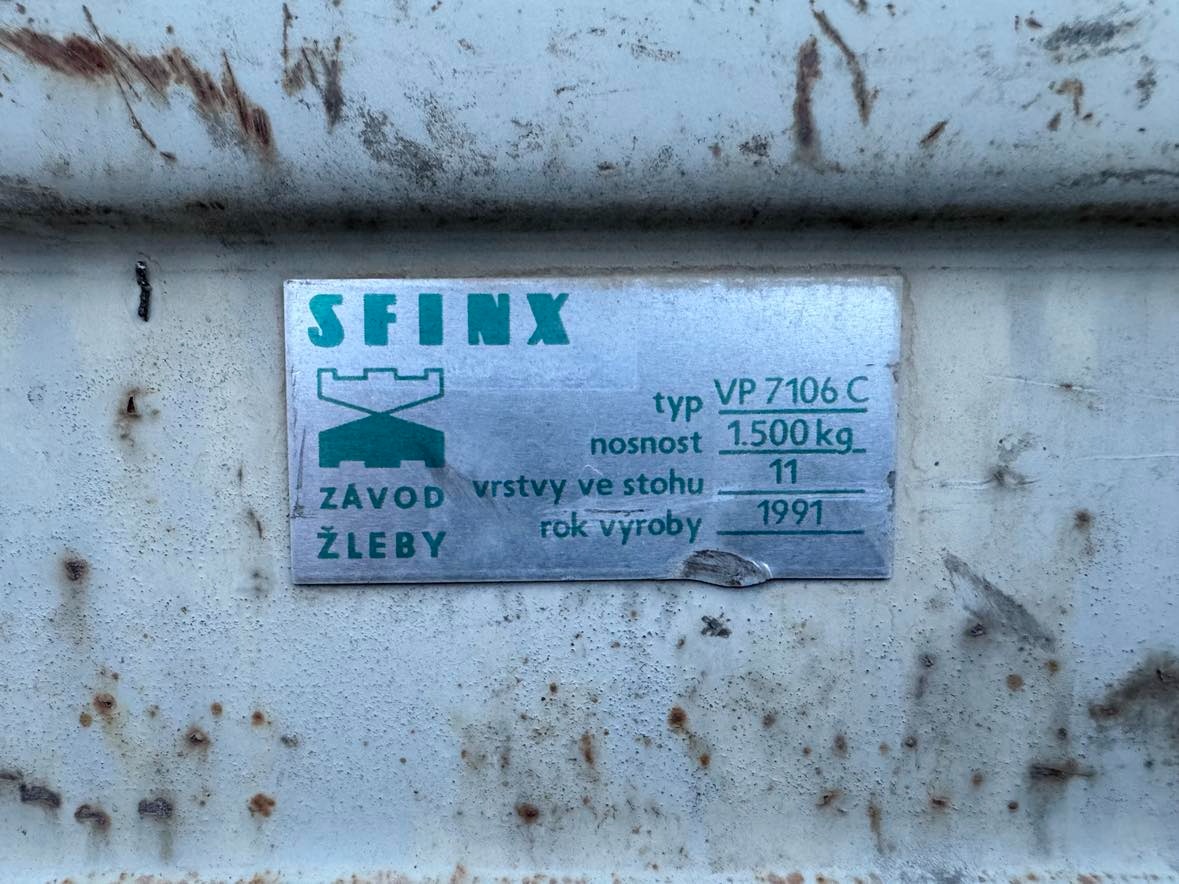 SFINX
ZÁVOD
ŽLEBY
typ VP 7106 C
nosnost 1.500 kg
vrstvy ve stohu 11
rok výroby 1991